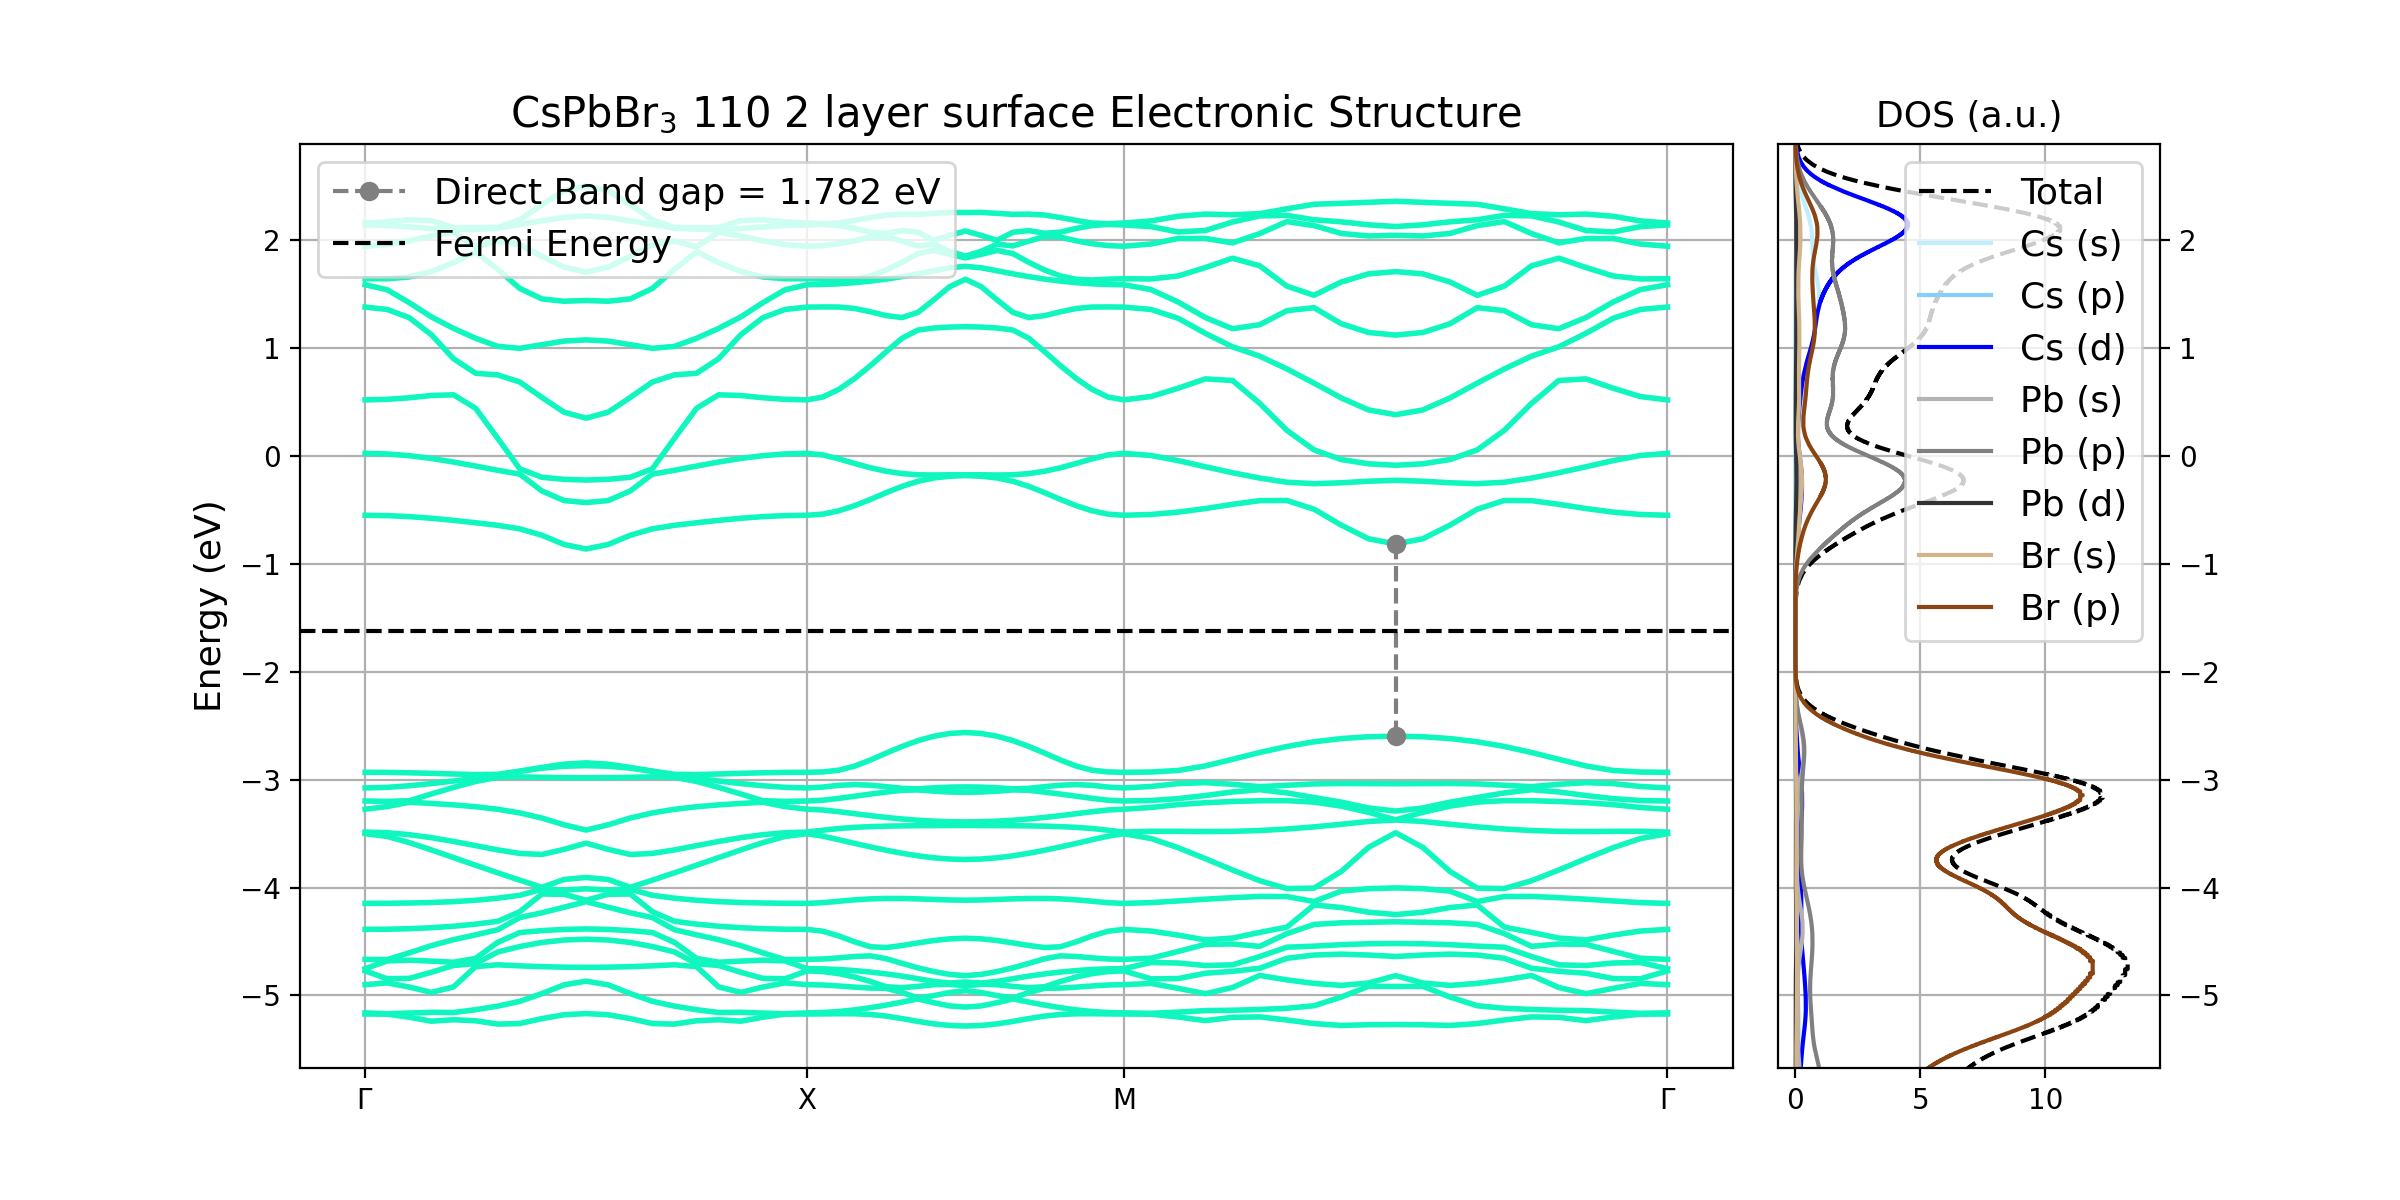 CsPbBr₃ 110 2 layer surface Electronic Structure
DOS (a.u.)
Direct Band gap = 1.782 eV
Fermi Energy
Energy (eV)
2
1
0
−1
−2
−3
−4
−5
Γ X M Γ
Total
Cs (s)
Cs (p)
Cs (d)
Pb (s)
Pb (p)
Pb (d)
Br (s)
Br (p)
2
1
0
−1
−2
−3
−4
−5
0 5 10